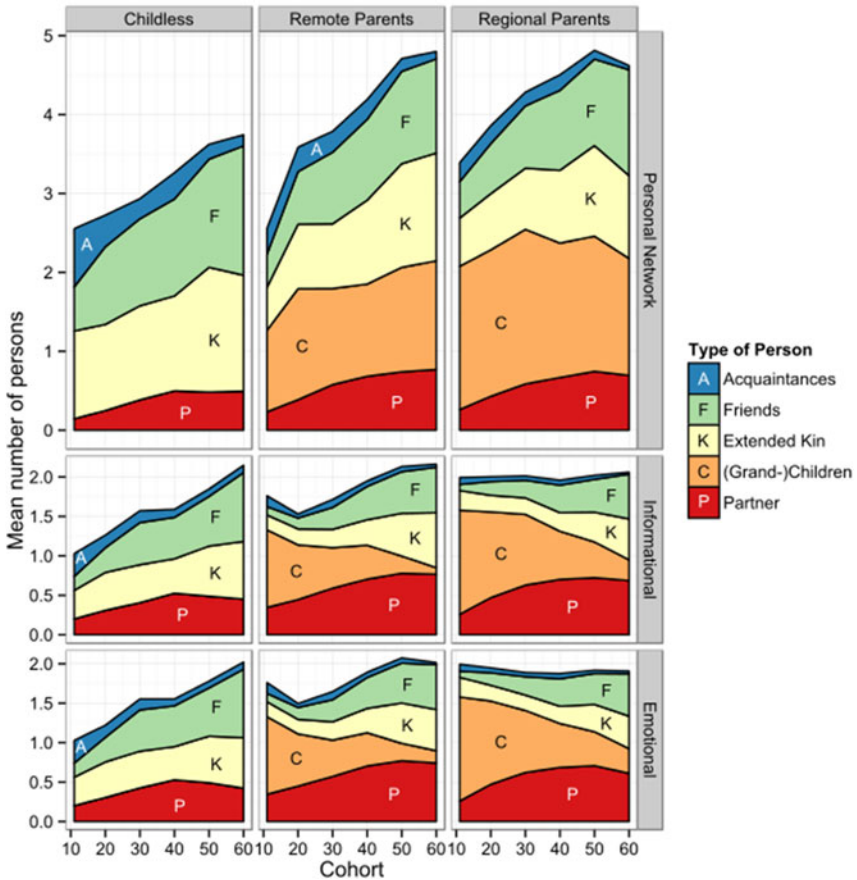 Childless Remote Parents Regional Parents
Mean number of persons
5
4
3
2
1
0
A
F
K
P
A
F
K
C
P
F
K
C
P
Personal Network
2.0
1.5
1.0
0.5
0.0
A
F
K
P
F
K
C
P
F
K
C
P
Informational
2.0
1.5
1.0
0.5
0.0
A
F
K
P
F
K
C
P
F
K
C
P
Emotional
10 20 30 40 50 60 10 20 30 40 50 60 10 20 30 40 50 60
Cohort
Type of Person
A Acquaintances
F Friends
K Extended Kin
C (Grand-)Children
P Partner